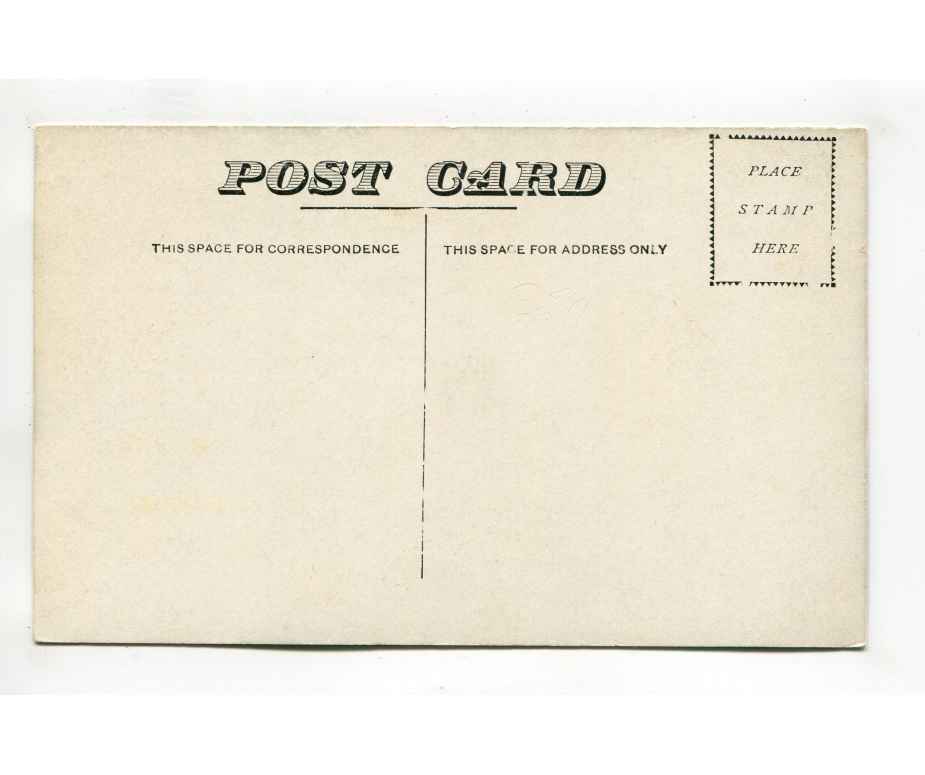 POST CARD
THIS SPACE FOR CORRESPONDENCE
THIS SPACE FOR ADDRESS ONLY
PLACE
STAMP
HERE